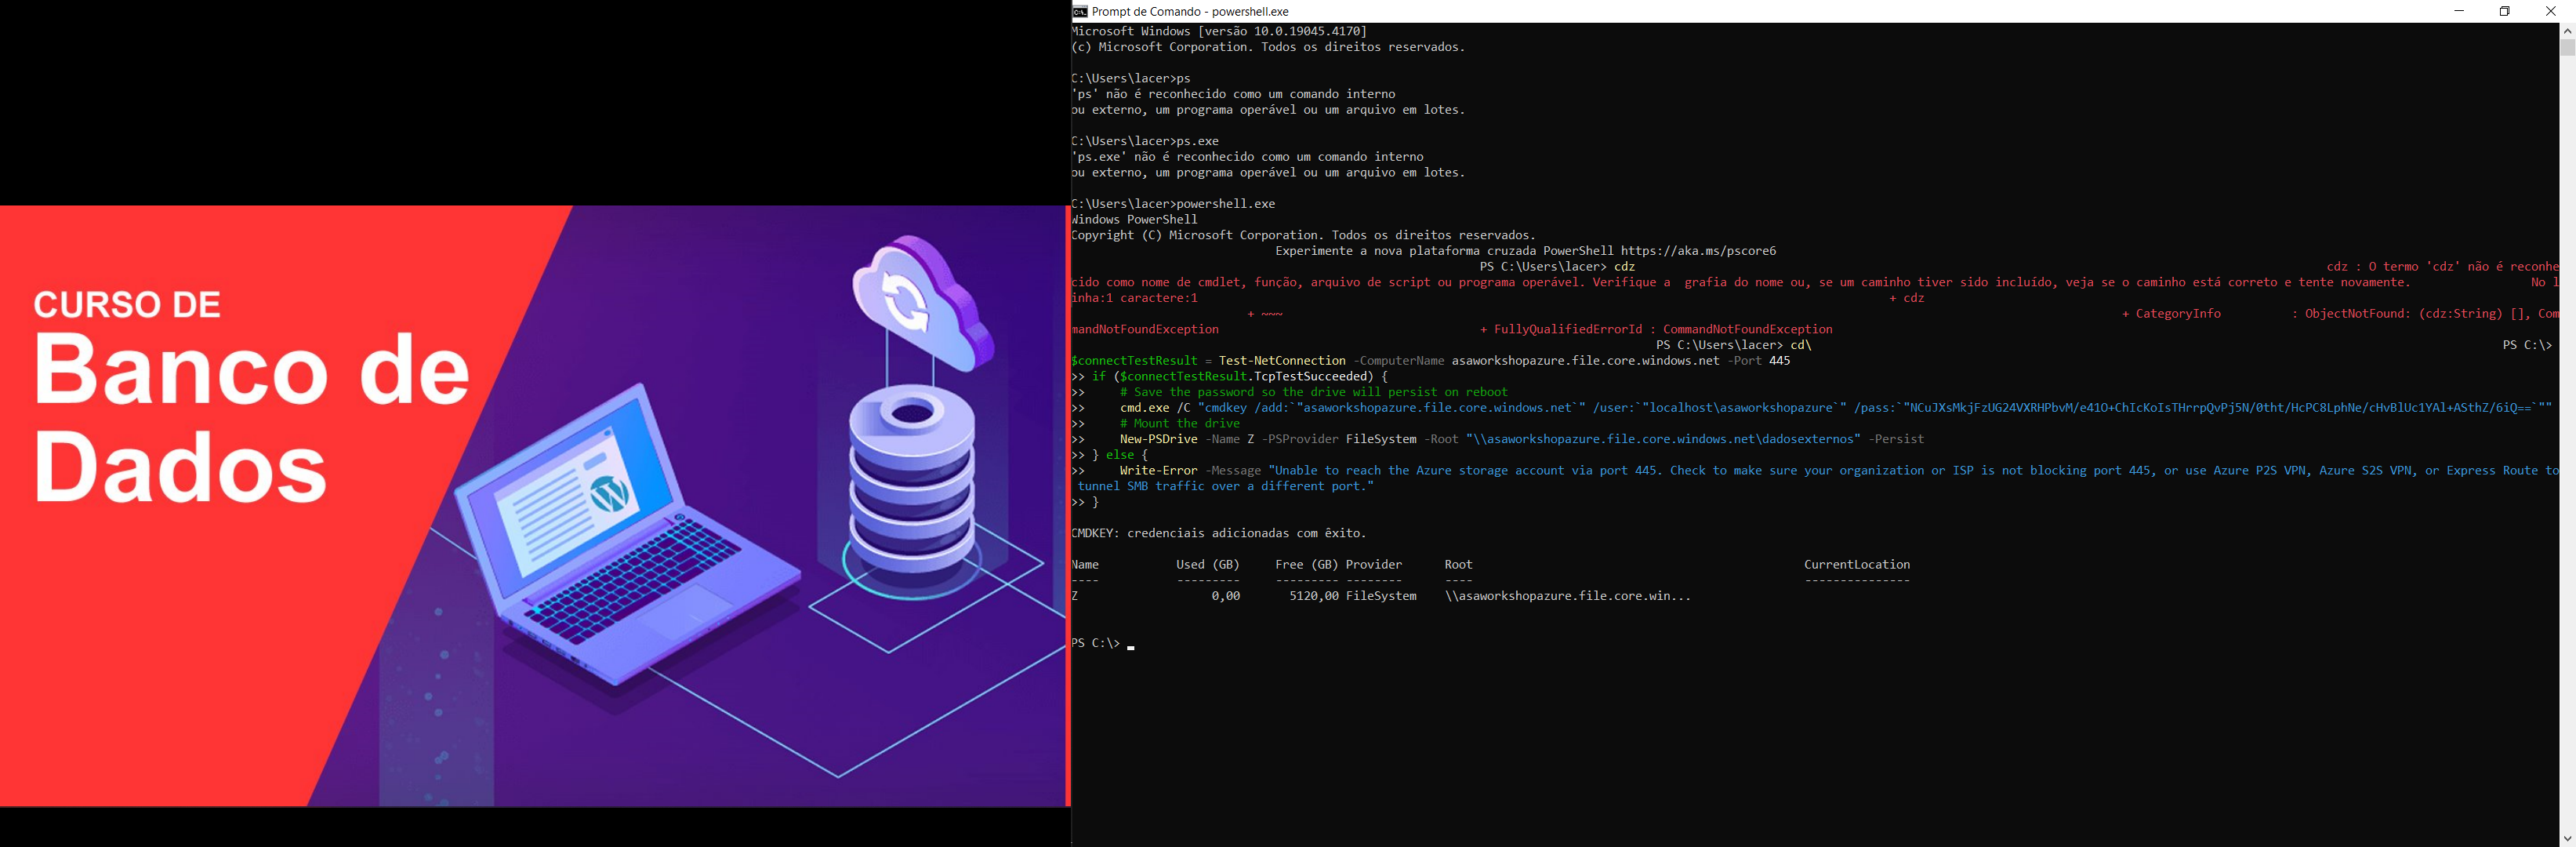 CURSO DE
Banco de
Dados
Prompt de Comando - powershell.exe
Microsoft Windows [versão 10.0.19045.4170]
(c) Microsoft Corporation. Todos os direitos reservados.
C:\Users\lacer>ps
'ps' não é reconhecido como um comando interno
ou externo, um programa operável ou um arquivo em lotes.
C:\Users\lacer>ps.exe
'ps.exe' não é reconhecido como um comando interno
ou externo, um programa operável ou um arquivo em lotes.
C:\Users\lacer>powershell.exe
Windows PowerShell
Copyright (C) Microsoft Corporation. Todos os direitos reservados.
Experimente a nova plataforma cruzada PowerShell https://aka.ms/pscore6
PS C:\Users\lacer> cdz cdz : O termo 'cdz' não é reconhe
cido como nome de cmdlet, função, arquivo de script ou programa operável. Verifique a  grafia do nome ou, se um caminho tiver sido incluído, veja se o caminho está correto e tente novamente. No l
inha:1 caractere:1 + cdz
+ ~~~ + CategoryInfo : ObjectNotFound: (cdz:String) [], Com
mandNotFoundException + FullyQualifiedErrorId : CommandNotFoundException
PS C:\Users\lacer> cd\ PS C:\>
$connectTestResult = Test-NetConnection -ComputerName asaworkshopazure.file.core.windows.net -Port 445
>> if ($connectTestResult.TcpTestSucceeded) {
>>     # Save the password so the drive will persist on reboot
>>     cmd.exe /C "cmdkey /add:`"asaworkshopazure.file.core.windows.net`" /user:`"localhost\asaworkshopazure`" /pass:`"`""
>>     # Mount the drive
>>     New-PSDrive -Name Z -PSProvider FileSystem -Root "\\asaworkshopazure.file.core.windows.net\dadosexternos" -Persist
>> } else {
>>     Write-Error -Message "Unable to reach the Azure storage account via port 445. Check to make sure your organization or ISP is not blocking port 445, or use Azure P2S VPN, Azure S2S VPN, or Express Route to
 tunnel SMB traffic over a different port."
>> }
CMDKEY: credenciais adicionadas com êxito.
Name Used (GB) Free (GB) Provider Root CurrentLocation
---- --------- --------- -------- ---- ---------------
Z 0,00 5120,00 FileSystem \\asaworkshopazure.file.core.win...
PS C:\>